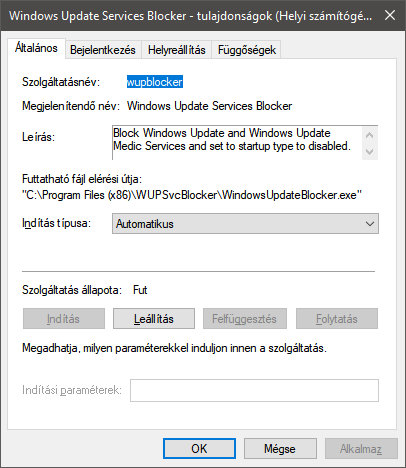 Windows Update Services Blocker - tulajdonságok (Helyi számítógé...
Általános Bejelentkezés Helyreállítás Függőségek
Szolgáltatásnév: wupblocker
Megjelenítendő név: Windows Update Services Blocker
Leírás: Block Windows Update and Windows Update
Medic Services and set to startup type to disabled.
Futtatható fájl elérési útja:
"C:\Program Files (x86)\WUPSvcBlocker\WindowsUpdateBlocker.exe"
Indítás típusa: Automatikus
Szolgáltatás állapota: Fut
Indítás Leállítás Felfüggesztés Folytatás
Megadhatja, milyen paraméterekkel induljon innen a szolgáltatás.
Indítási paraméterek:
OK Mégse Alkalmaz